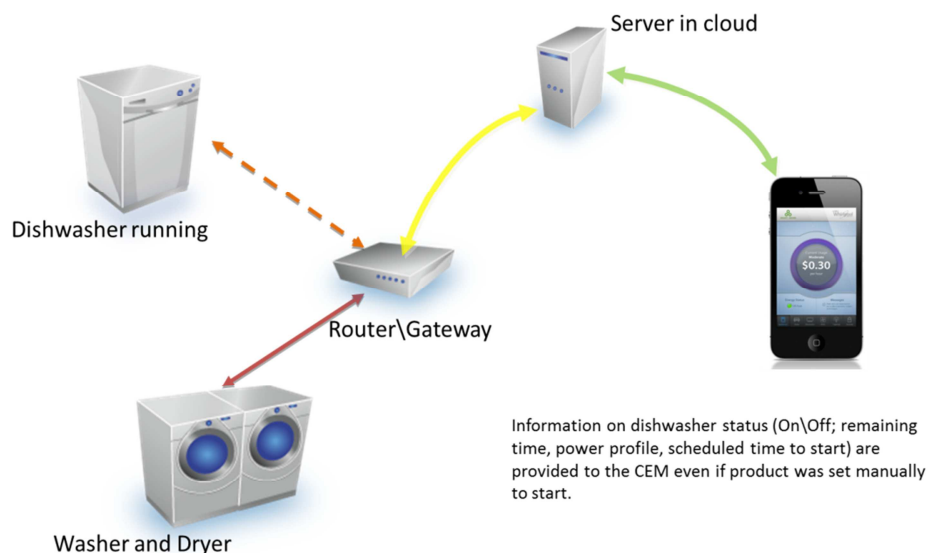 Server in cloud
Dishwasher running
$0.30
Router\Gateway
Information on dishwasher status (On\Off; remaining
time, power profile, scheduled time to start) are
provided to the CEM even if product was set manually
to start.
Washer and Dryer